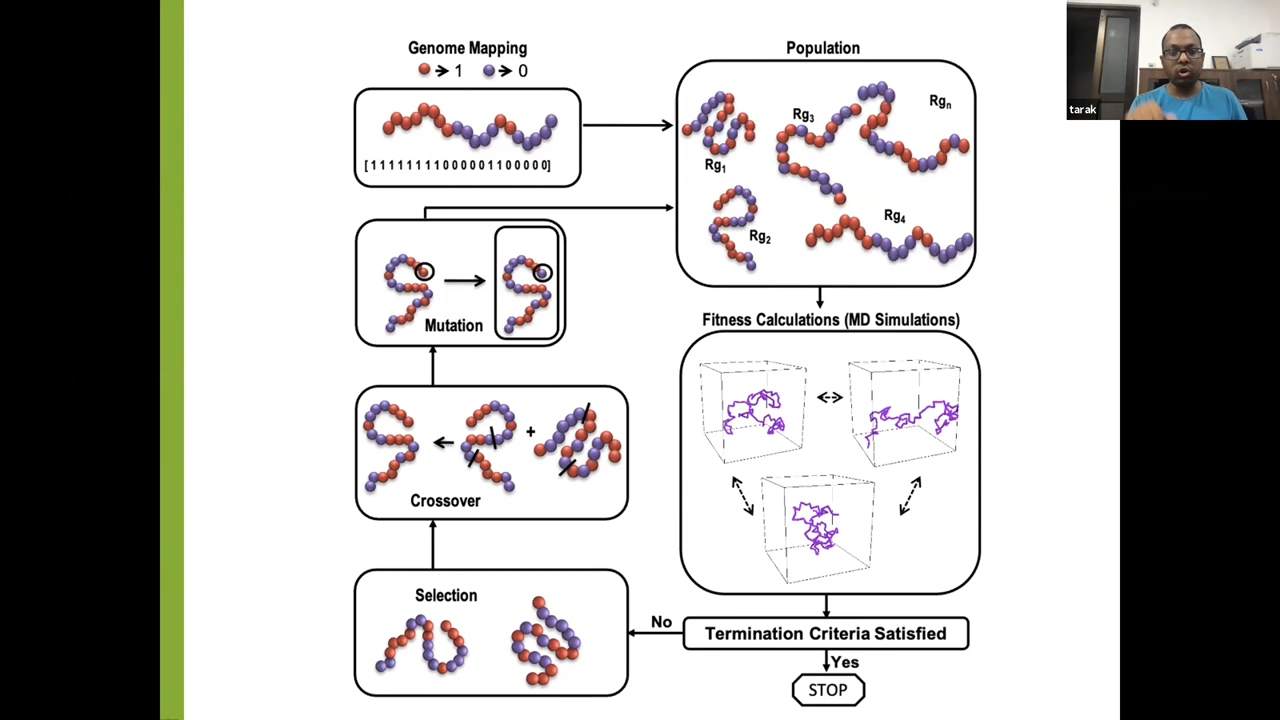 Genome Mapping
1 0
[1 1 1 1 1 1 1 1 1 0 0 0 0 0 1 1 0 0 0 0 0]
Population
Rg1
Rg2
Rg3
Rg4
Rgn
tarak
Fitness Calculations (MD Simulations)
Termination Criteria Satisfied
Yes
STOP
No
Selection
Crossover
+
Mutation